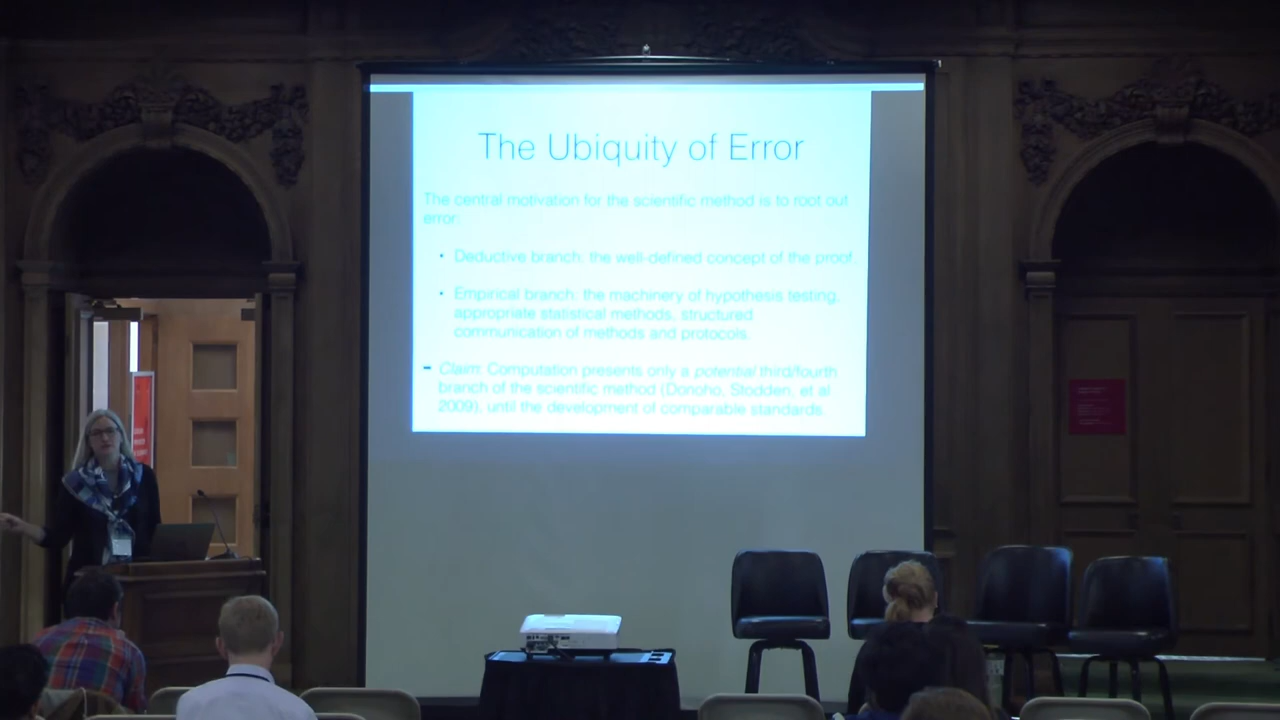 The Ubiquity of Error
The central motivation for the scientific method is to root out
error:
• Deductive branch: the well-defined concept of the proof,
• Empirical branch: the machinery of hypothesis testing,
appropriate statistical methods, structured
communication of methods and protocols.
– Claim: Computation presents only a potential third/fourth
branch of the scientific method (Donoho, Stodden, et al
2009), until the development of comparable standards.